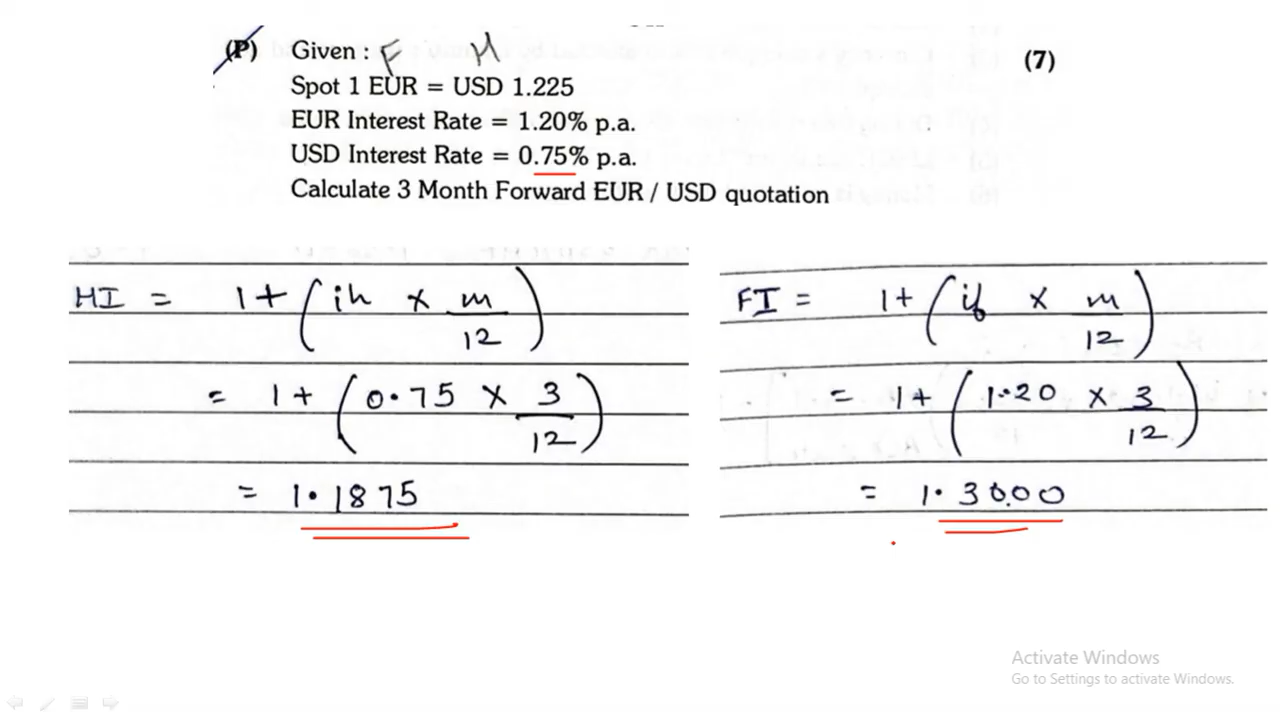 (P) Given : F H (7)
Spot 1 EUR = USD 1.225
EUR Interest Rate = 1.20% p.a.
USD Interest Rate = 0.75% p.a.
Calculate 3 Month Forward EUR / USD quotation
HI = 1 + (ih × m/12)
= 1 + (0.75 × 3/12)
= 1.1875
FI = 1 + (if × m/12)
= 1 + (1.20 × 3/12)
= 1.3000
Activate Windows
Go to Settings to activate Windows.